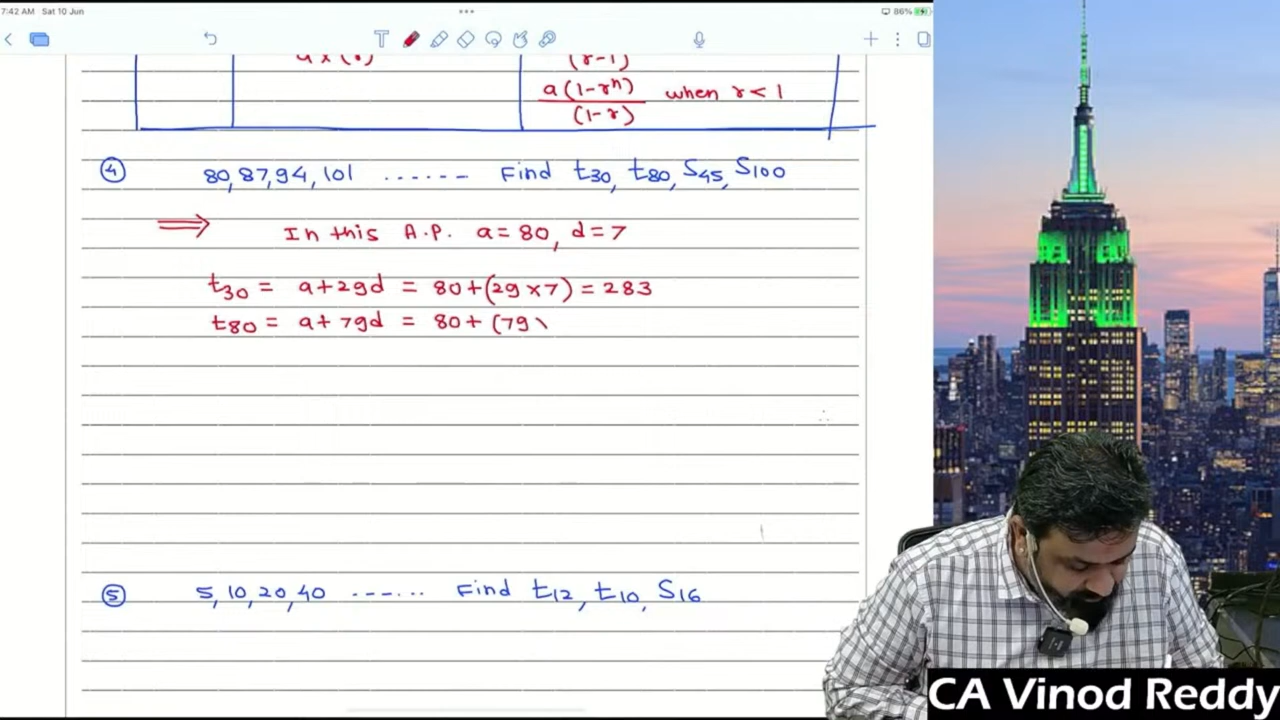 7:42 AM Sat 10 Jun
86%
a × (r)
(r-1)
a(1-rⁿ) when r < 1
(1-r)
④ 80, 87, 94, 101 ....... Find t30, t80, S45, S100
⟹ In this A.P. a = 80, d = 7
t30 = a+29d = 80+(29×7) = 283
t80 = a+79d = 80+ (79 \
⑤ 5, 10, 20, 40 ....... Find t12, t10, S16
CA Vinod Reddy